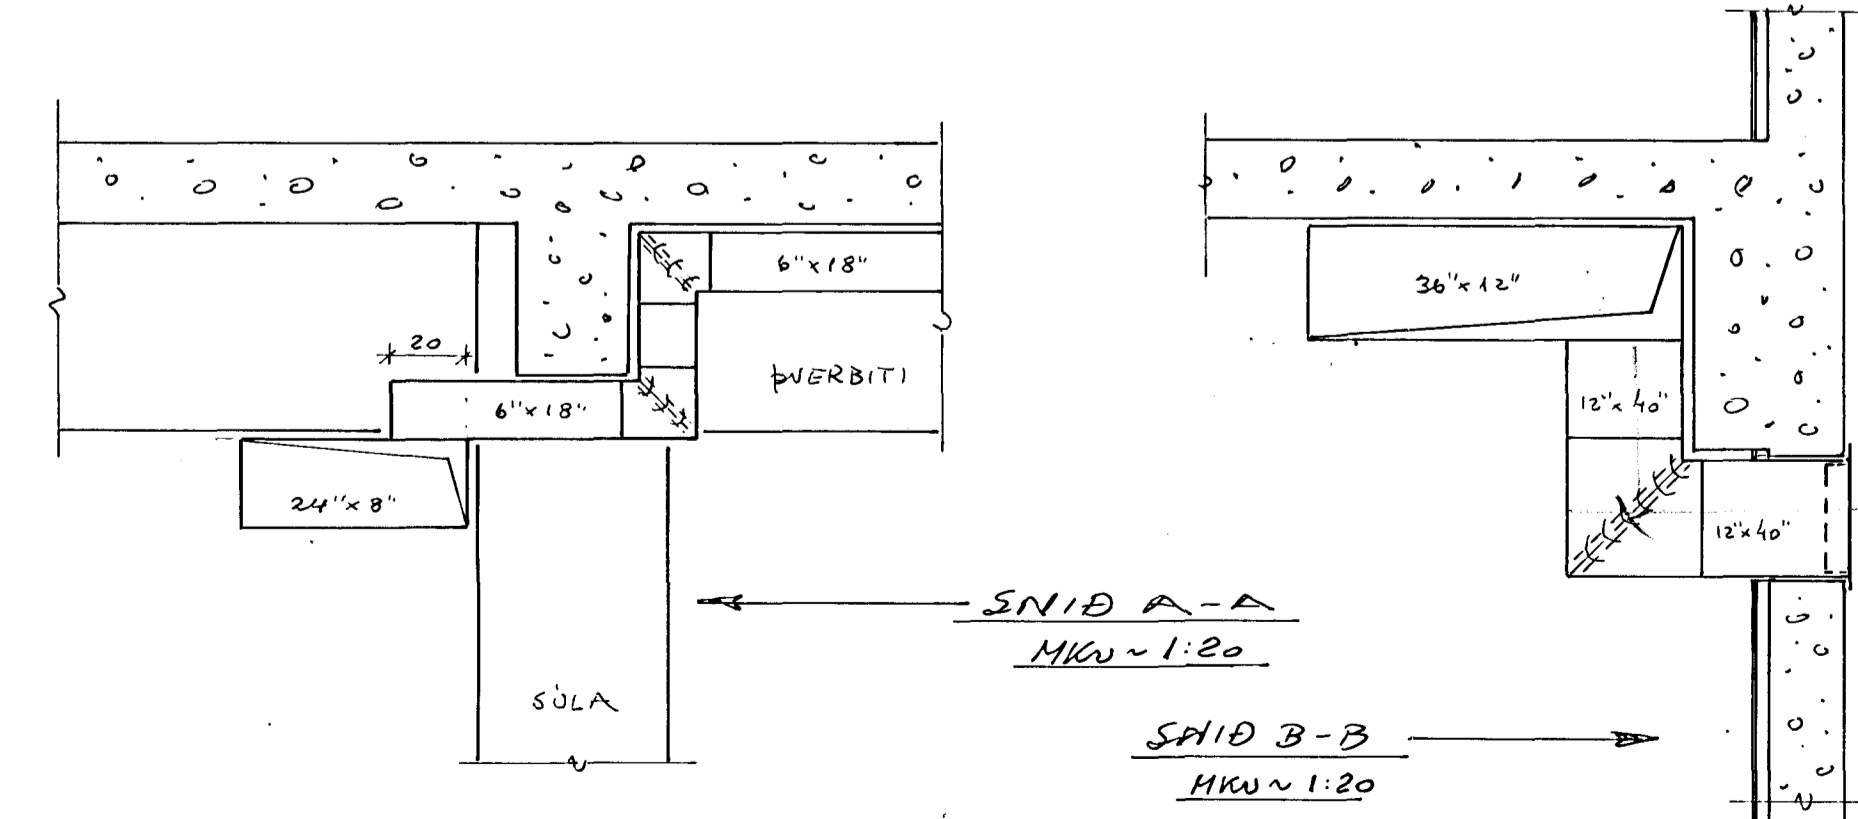 6"x18"
20
ÞVERBITI
6"x18"
24"x8"
SNIÐ A-A
MKV ~ 1:20
SÚLA
36"x12"
12"x40"
12"x40"
SNIÐ B-B
MKV ~ 1:20